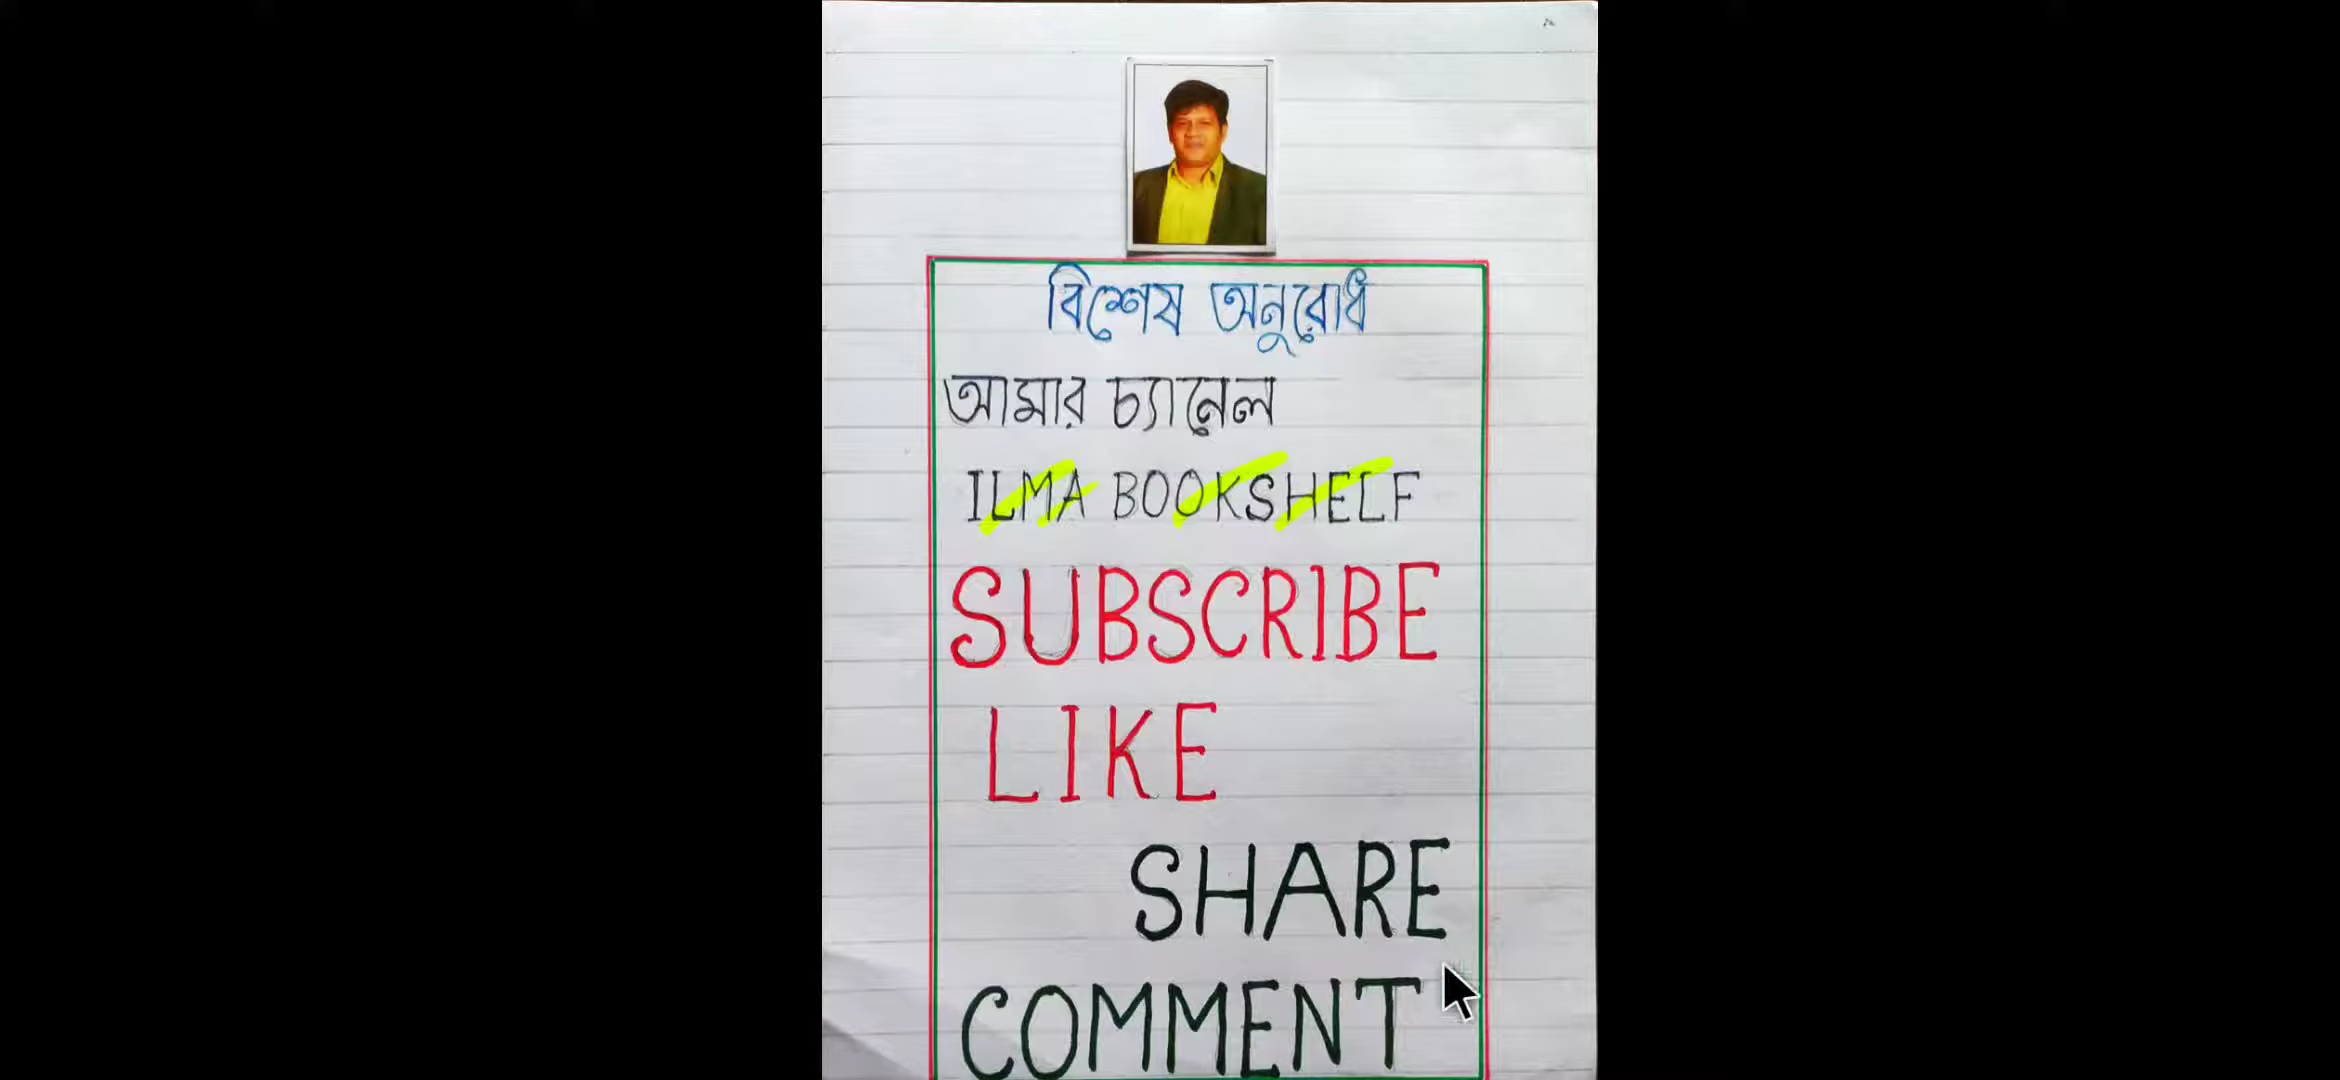 বিশেষ অনুরোধ
আমার চ্যানেল
ILMA BOOKSHELF
SUBSCRIBE
LIKE
SHARE
COMMENT